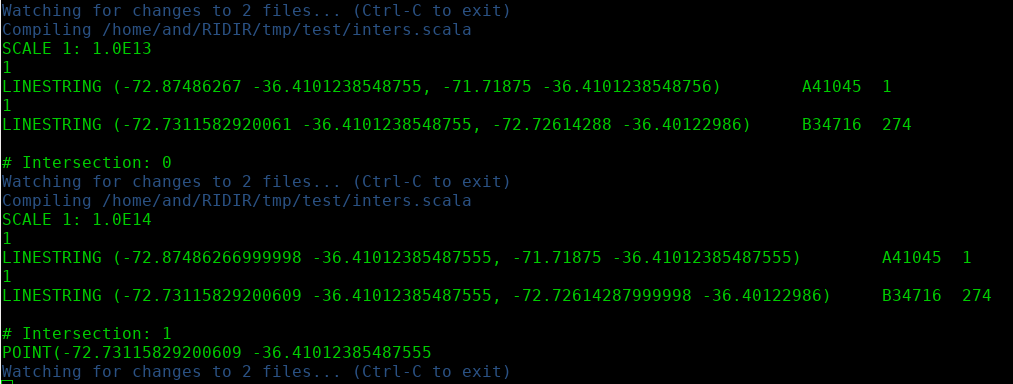 Watching for changes to 2 files... (Ctrl-C to exit)
Compiling /home/and/RIDIR/tmp/test/inters.scala
SCALE 1: 1.0E13
1
LINESTRING (-72.87486267 -36.4101238548755, -71.71875 -36.4101238548756)        A41045  1
1
LINESTRING (-72.7311582920061 -36.4101238548755, -72.72614288 -36.40122986)     B34716  274

# Intersection: 0
Watching for changes to 2 files... (Ctrl-C to exit)
Compiling /home/and/RIDIR/tmp/test/inters.scala
SCALE 1: 1.0E14
1
LINESTRING (-72.87486266999998 -36.41012385487555, -71.71875 -36.41012385487555)        A41045  1
1
LINESTRING (-72.73115829200609 -36.41012385487555, -72.72614287999998 -36.40122986)     B34716  274

# Intersection: 1
POINT(-72.73115829200609 -36.41012385487555
Watching for changes to 2 files... (Ctrl-C to exit)